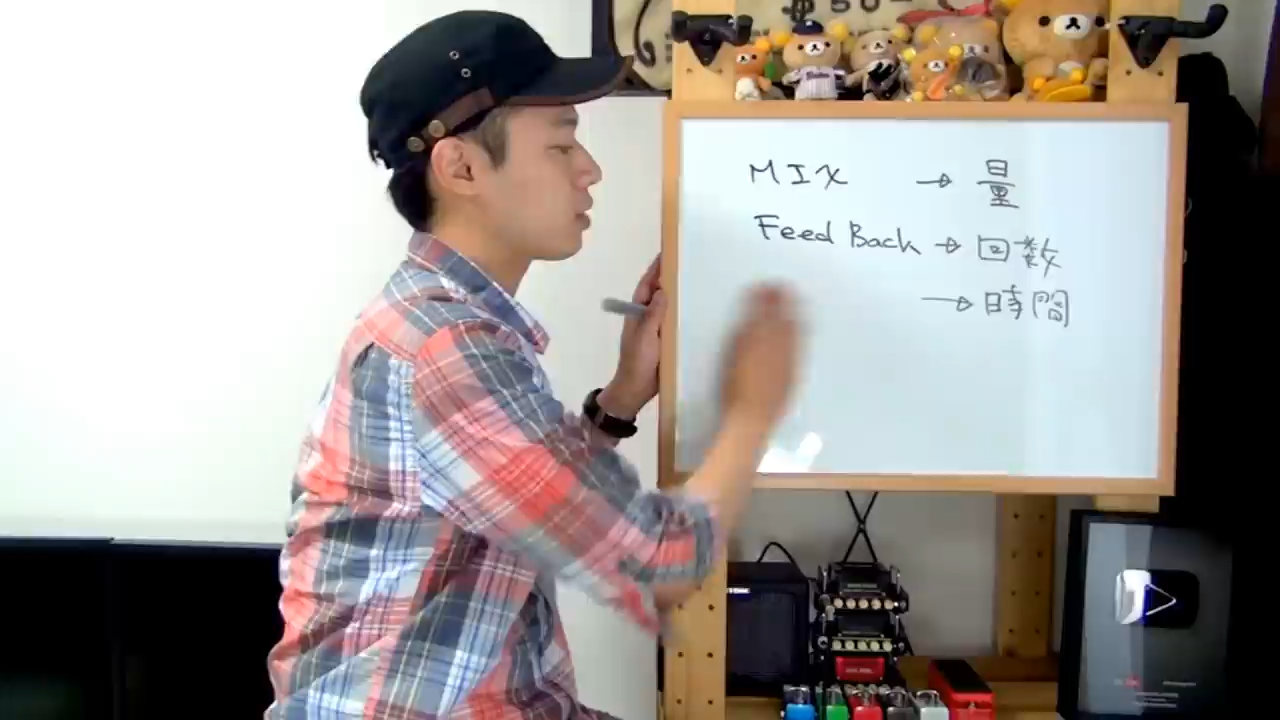 MIX → 量
Feed Back → 回数
→ 時間